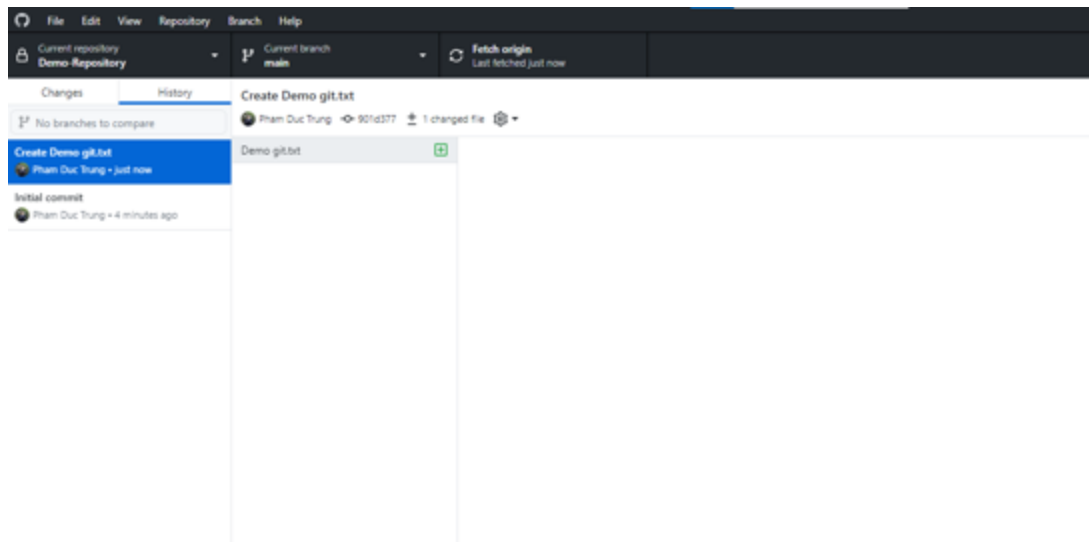 File Edit View Repository Branch Help
Current repository
Demo-Repository
Current branch
main
Fetch origin
Last fetched just now
Changes History
No branches to compare
Create Demo git.txt
Pham Duc Trung • just now
Initial commit
Pham Duc Trung • 4 minutes ago
Create Demo git.txt
Pham Duc Trung 901d377 1 changed file
Demo git.txt